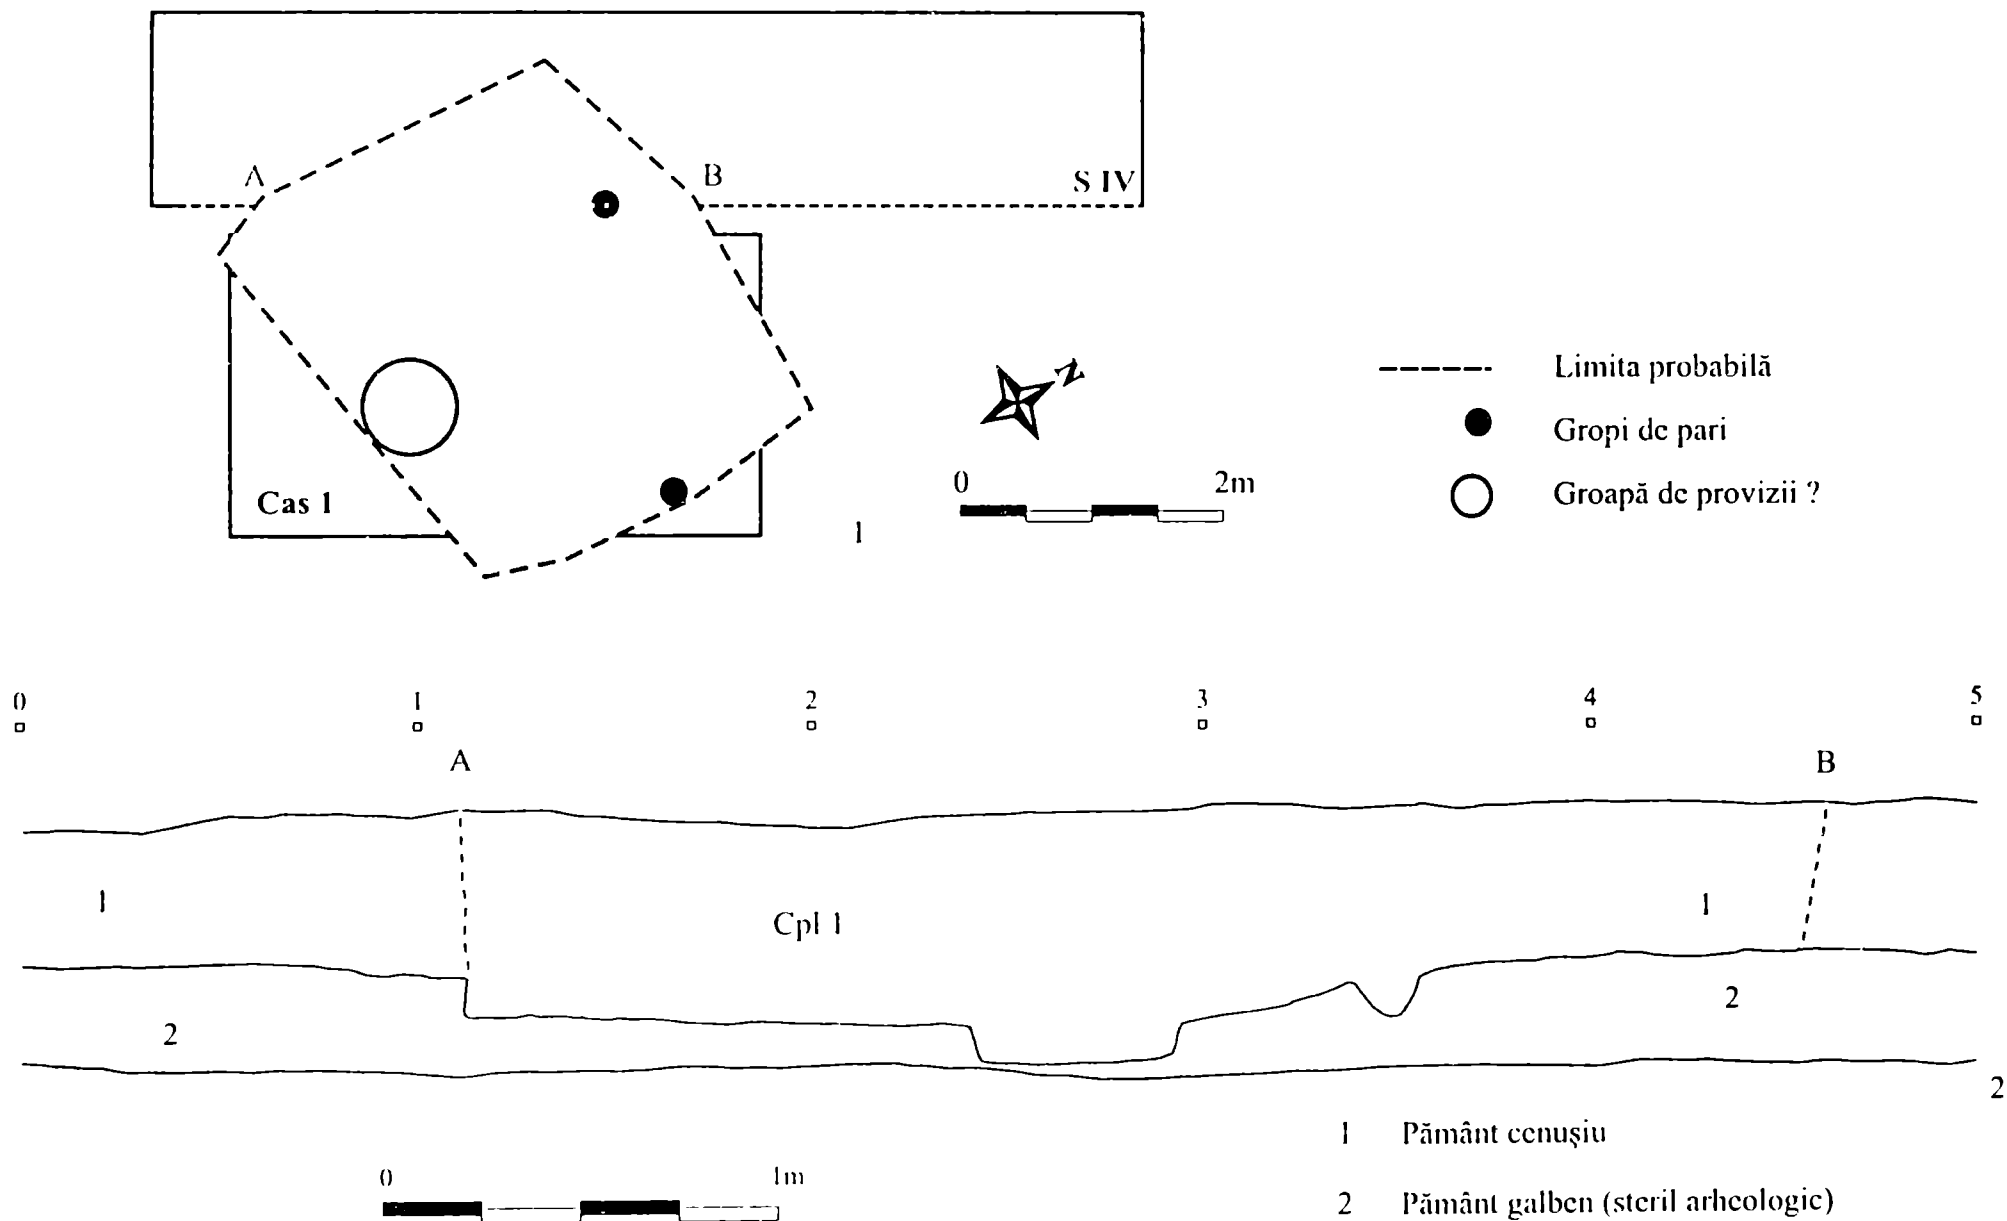 A
B
S IV
Cas 1
N
0 2m
1
Limita probabilă
Gropi de pari
Groapă de provizii ?
0 1 2 3 4 5
A B
1
Cpl 1
1
2
2
2
0 1m
1 Pământ cenușiu
2 Pământ galben (steril arheologic)